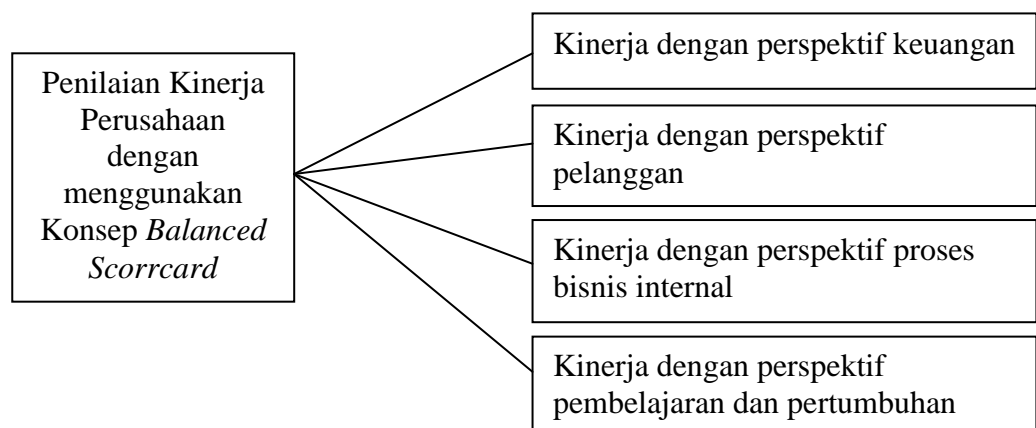 Penilaian Kinerja
Perusahaan
dengan
menggunakan
Konsep Balanced
Scorrcard
Kinerja dengan perspektif keuangan
Kinerja dengan perspektif
pelanggan
Kinerja dengan perspektif proses
bisnis internal
Kinerja dengan perspektif
pembelajaran dan pertumbuhan